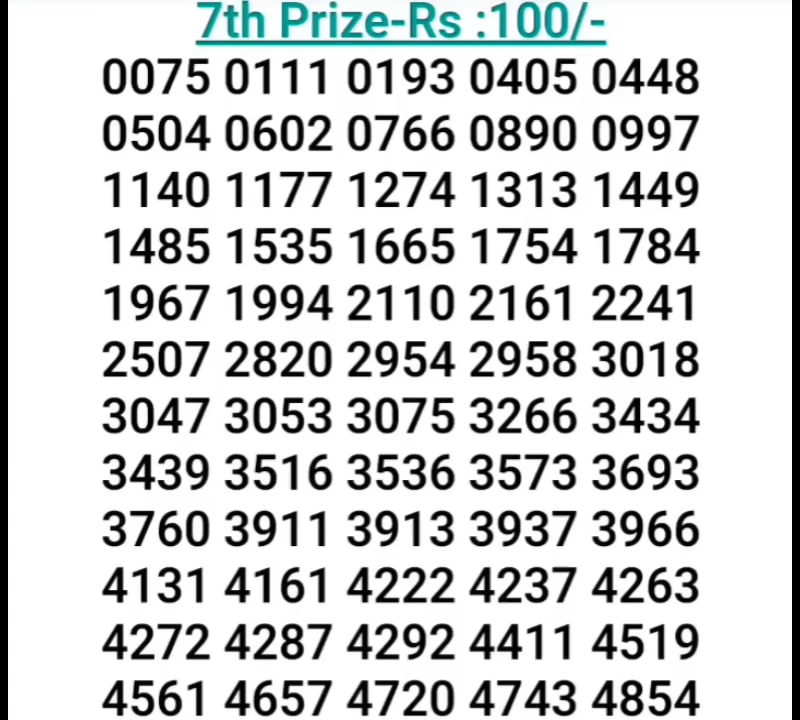 7th Prize-Rs :100/-
0075 0111 0193 0405 0448
0504 0602 0766 0890 0997
1140 1177 1274 1313 1449
1485 1535 1665 1754 1784
1967 1994 2110 2161 2241
2507 2820 2954 2958 3018
3047 3053 3075 3266 3434
3439 3516 3536 3573 3693
3760 3911 3913 3937 3966
4131 4161 4222 4237 4263
4272 4287 4292 4411 4519
4561 4657 4720 4743 4854